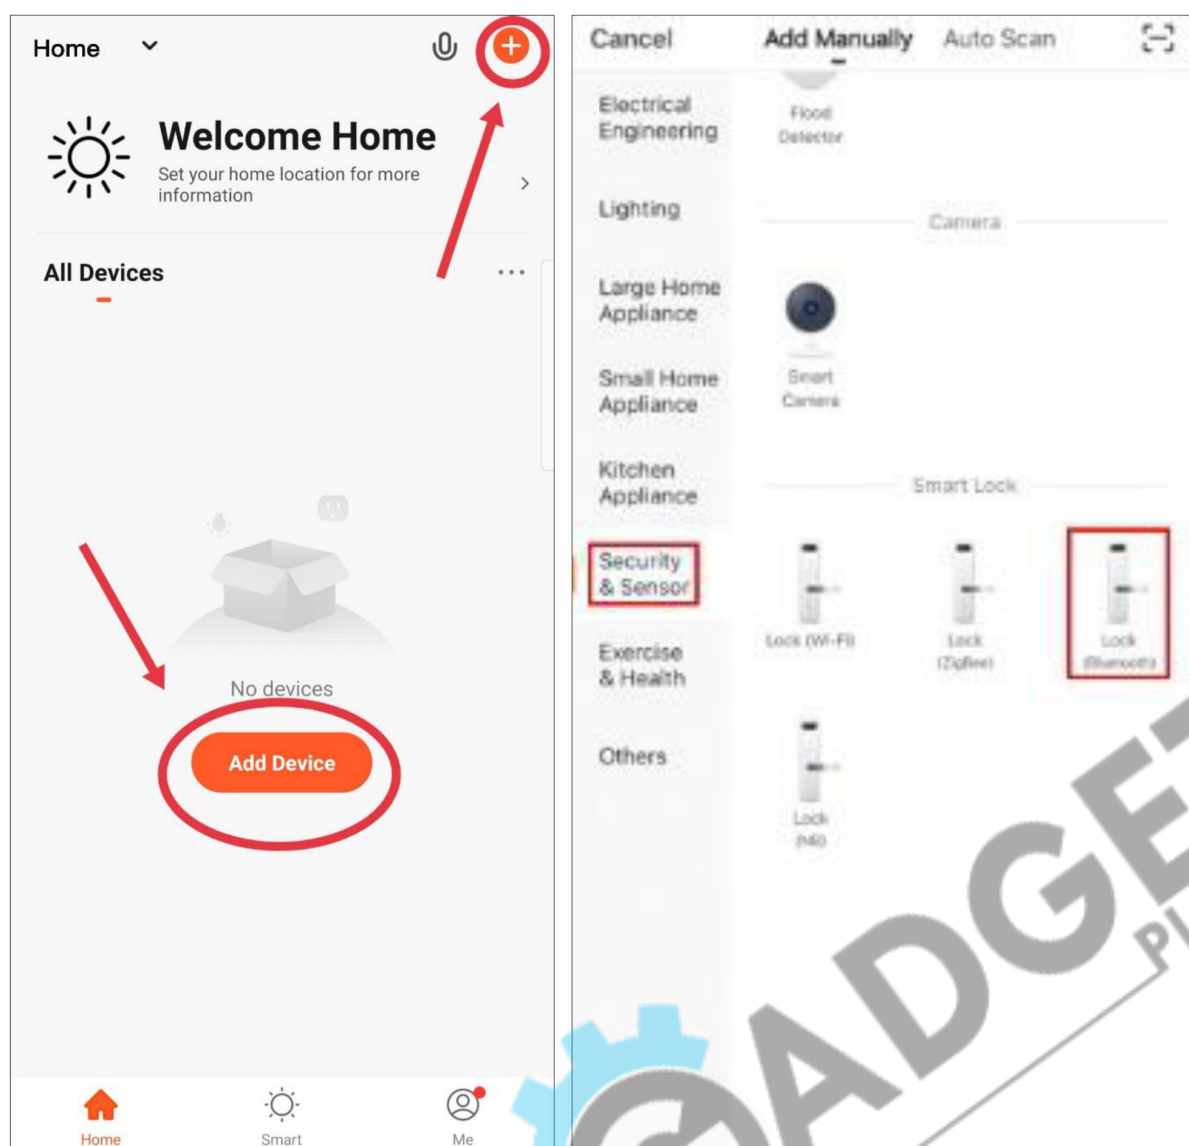 Home
Welcome Home
Set your home location for more
information
All Devices
No devices
Add Device
Home
Smart
Me
Cancel
Add Manually
Auto Scan
Electrical
Engineering
Lighting
Large Home
Appliance
Small Home
Appliance
Kitchen
Appliance
Security
& Sensor
Exercise
& Health
Others
Flood
Detector
Camera
Smart
Camera
Smart Lock
Lock (Wi-Fi)
Lock
(ZigBee)
Lock
(Bluetooth)
Lock
GADGET